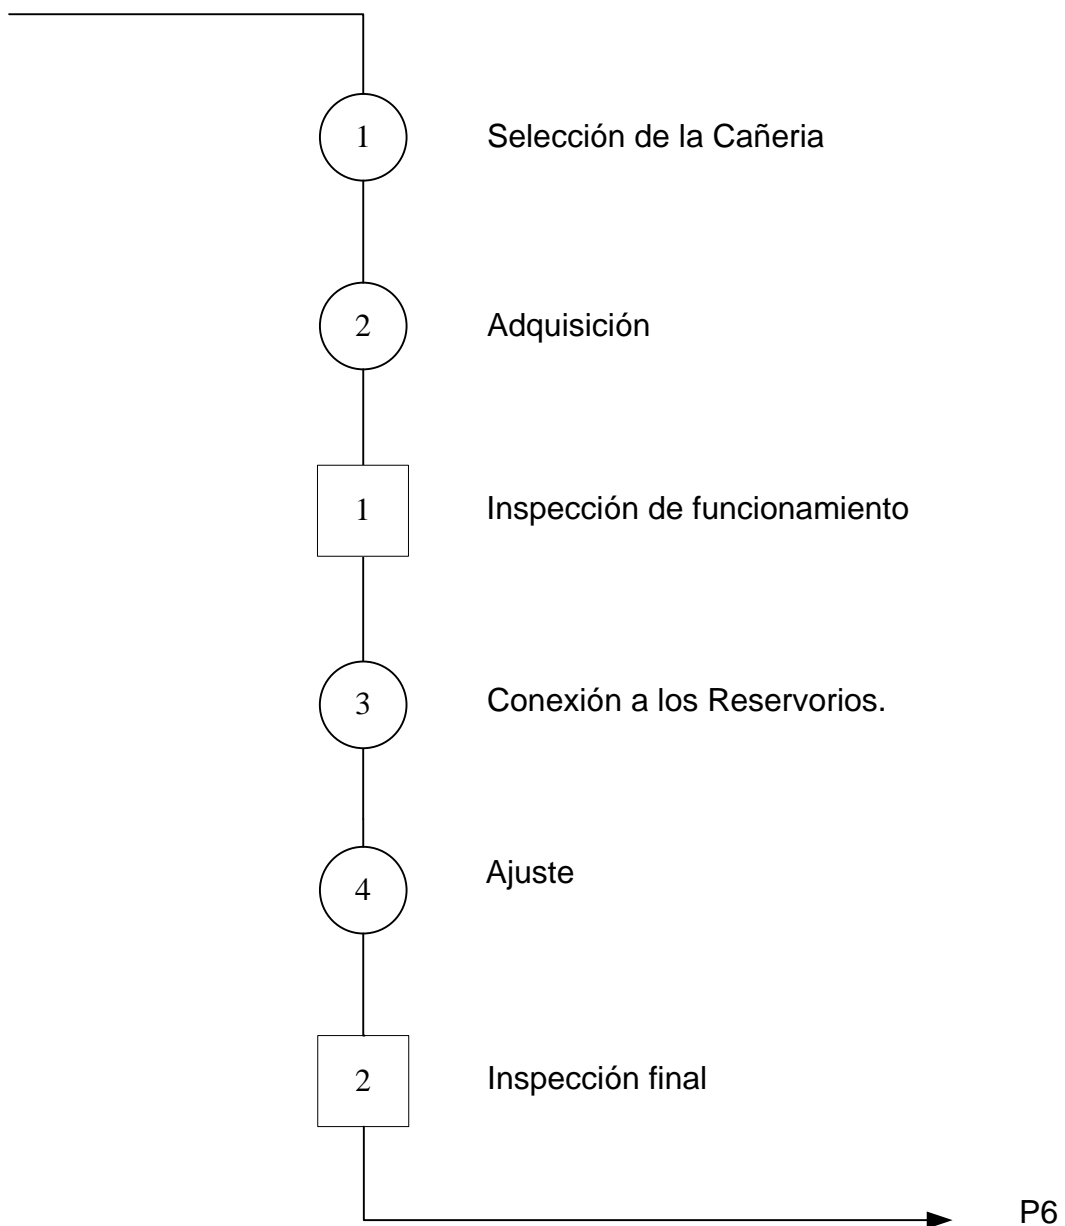 1 Selección de la Cañeria
2 Adquisición
1 Inspección de funcionamiento
3 Conexión a los Reservorios.
4 Ajuste
2 Inspección final
P6